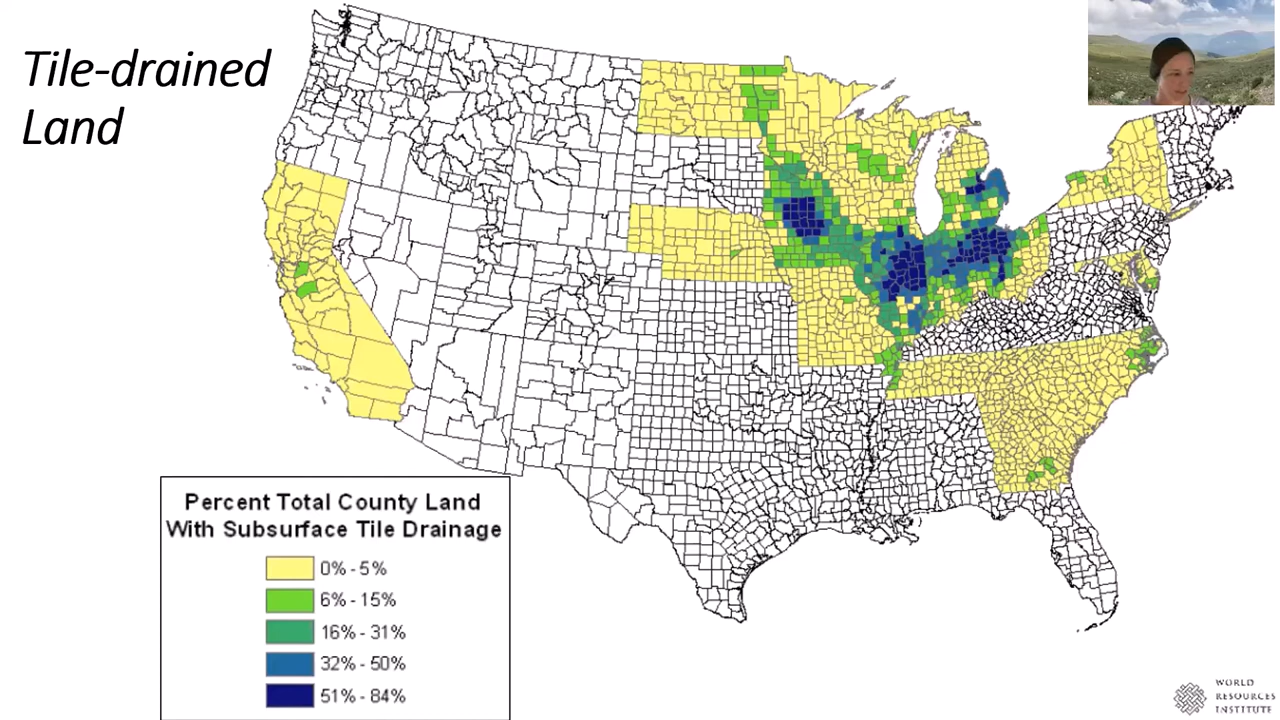 Tile-drained
Land
Percent Total County Land
With Subsurface Tile Drainage
0% - 5%
6% - 15%
16% - 31%
32% - 50%
51% - 84%
WORLD
RESOURCES
INSTITUTE